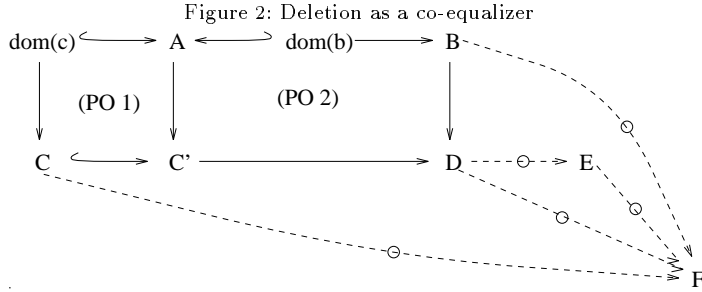 Figure 2: Deletion as a co-equalizer
dom(c) A dom(b) B
(PO 1) (PO 2)
C C' D E
F